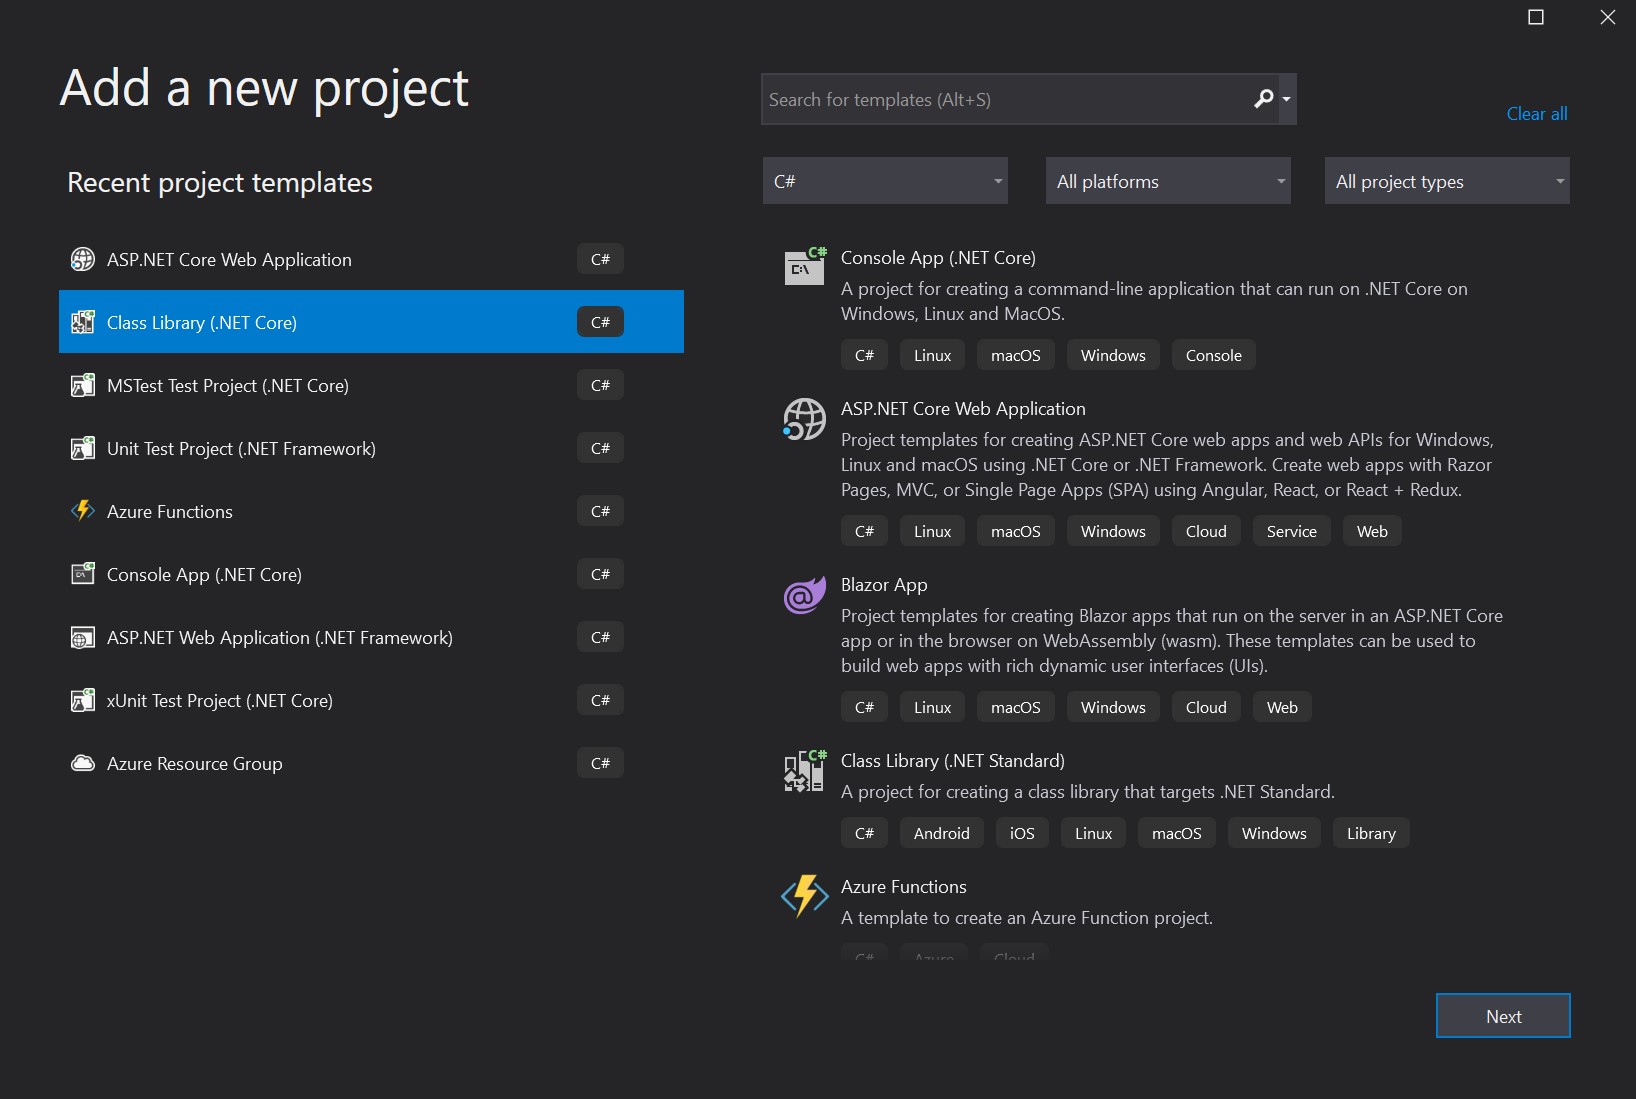 Add a new project
Search for templates (Alt+S)
Clear all
Recent project templates
C#
All platforms
All project types
ASP.NET Core Web Application C#
Class Library (.NET Core) C#
MSTest Test Project (.NET Core) C#
Unit Test Project (.NET Framework) C#
Azure Functions C#
Console App (.NET Core) C#
ASP.NET Web Application (.NET Framework) C#
xUnit Test Project (.NET Core) C#
Azure Resource Group C#
Console App (.NET Core)
A project for creating a command-line application that can run on .NET Core on
Windows, Linux and MacOS.
C# Linux macOS Windows Console
ASP.NET Core Web Application
Project templates for creating ASP.NET Core web apps and web APIs for Windows,
Linux and macOS using .NET Core or .NET Framework. Create web apps with Razor
Pages, MVC, or Single Page Apps (SPA) using Angular, React, or React + Redux.
C# Linux macOS Windows Cloud Service Web
Blazor App
Project templates for creating Blazor apps that run on the server in an ASP.NET Core
app or in the browser on WebAssembly (wasm). These templates can be used to
build web apps with rich dynamic user interfaces (UIs).
C# Linux macOS Windows Cloud Web
Class Library (.NET Standard)
A project for creating a class library that targets .NET Standard.
C# Android iOS Linux macOS Windows Library
Azure Functions
A template to create an Azure Function project.
C# Azure Cloud
Next